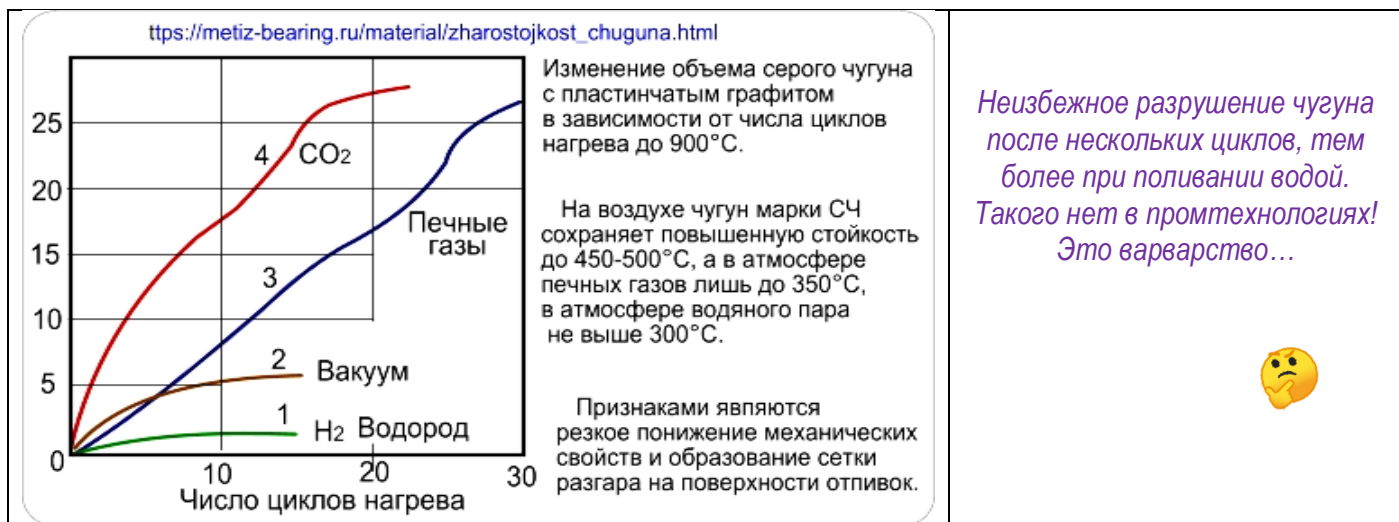 ttps://metiz-bearing.ru/material/zharostojkost_chuguna.html
25
20
15
10
5
0
10
20
30
4 CO2
3
Печные
газы
2
Вакуум
1
H2 Водород
Число циклов нагрева
Изменение объема серого чугуна
с пластинчатым графитом
в зависимости от числа циклов
нагрева до 900°С.
На воздухе чугун марки СЧ
сохраняет повышенную стойкость
до 450-500°С, а в атмосфере
печных газов лишь до 350°С,
в атмосфере водяного пара
не выше 300°С.
Признаками явпяются
резкое понижение механических
свойств и образование сетки
разгара на поверхности отпивок.
Неизбежное разрушение чугуна
после нескольких циклов, тем
более при поливании водой.
Такого нет в промтехнологиях!
Это варварство…